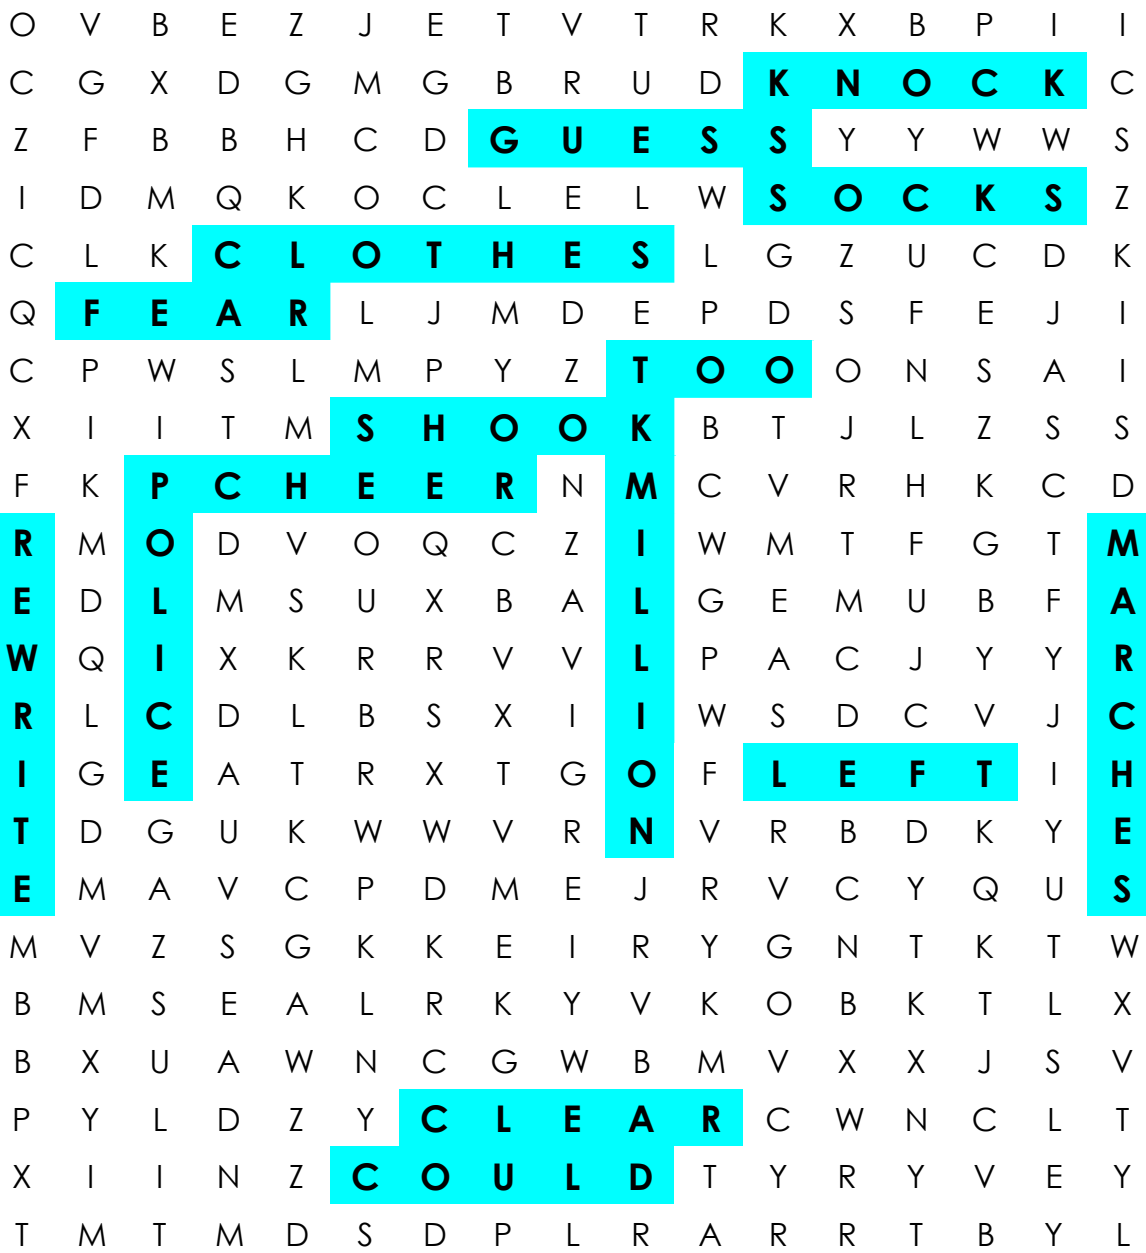 O V B E Z J E T V T R K X B P I I
C G X D G M G B R U D K N O C K C
Z F B B H C D G U E S S Y Y W W S
I D M Q K O C L E L W S O C K S Z
C L K C L O T H E S L G Z U C D K
Q F E A R L J M D E P D S F E J I
C P W S L M P Y Z T O O O N S A I
X I I T M S H O O K B T J L Z S S
F K P C H E E R N M C V R H K C D
R M O D V O Q C Z I W M T F G T M
E D L M S U X B A L G E M U B F A
W Q I X K R R V V L P A C J Y Y R
R L C D L B S X I I W S D C V J C
I G E A T R X T G O F L E F T I H
T D G U K W W V R N V R B D K Y E
E M A V C P D M E J R V C Y Q U S
M V Z S G K K E I R Y G N T K T W
B M S E A L R K Y V K O B K T L X
B X U A W N C G W B M V X X J S V
P Y L D Z Y C L E A R C W N C L T
X I I N Z C O U L D T Y R Y V E Y
T M T M D S D P L R A R R T B Y L